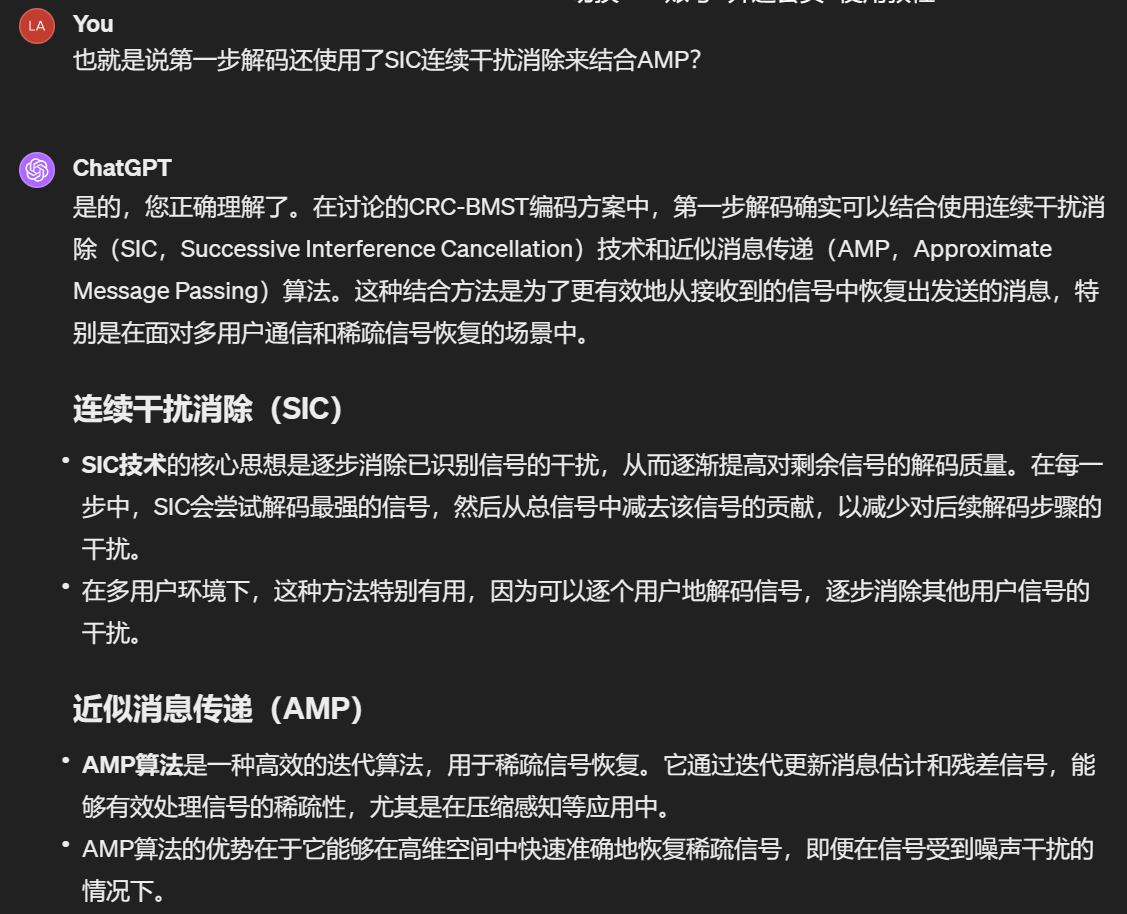 LA
You
也就是说第一步解码还使用了SIC连续干扰消除来结合AMP?
ChatGPT
是的，您正确理解了。在讨论的CRC-BMST编码方案中，第一步解码确实可以结合使用连续干扰消
除（SIC，Successive Interference Cancellation）技术和近似消息传递（AMP，Approximate
Message Passing）算法。这种结合方法是为了更有效地从接收到的信号中恢复出发送的消息，特
别是在面对多用户通信和稀疏信号恢复的场景中。
连续干扰消除（SIC）
• SIC技术的核心思想是逐步消除已识别信号的干扰，从而逐渐提高对剩余信号的解码质量。在每一
步中，SIC会尝试解码最强的信号，然后从总信号中减去该信号的贡献，以减少对后续解码步骤的
干扰。
• 在多用户环境下，这种方法特别有用，因为可以逐个用户地解码信号，逐步消除其他用户信号的
干扰。
近似消息传递（AMP）
• AMP算法是一种高效的迭代算法，用于稀疏信号恢复。它通过迭代更新消息估计和残差信号，能
够有效处理信号的稀疏性，尤其是在压缩感知等应用中。
• AMP算法的优势在于它能够在高维空间中快速准确地恢复稀疏信号，即便在信号受到噪声干扰的
情况下。